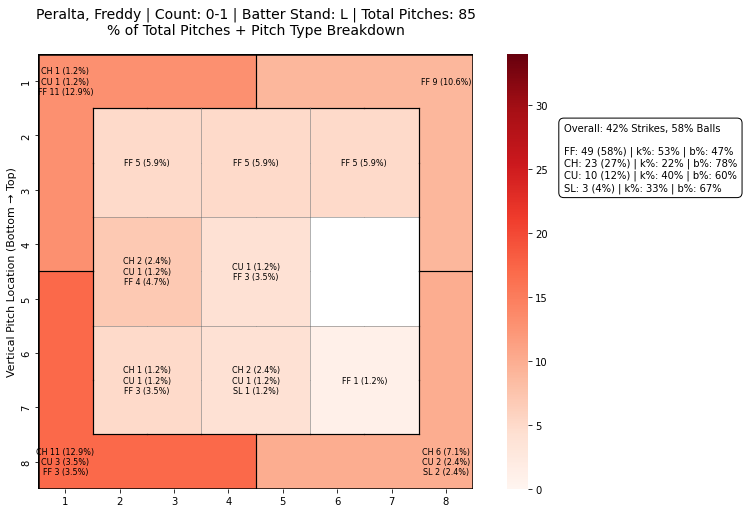 Peralta, Freddy | Count: 0-1 | Batter Stand: L | Total Pitches: 85
% of Total Pitches + Pitch Type Breakdown
Vertical Pitch Location (Bottom → Top)
1
2
3
4
5
6
7
8
CH 1 (1.2%)
CU 1 (1.2%)
FF 11 (12.9%)
FF 9 (10.6%)
FF 5 (5.9%)
FF 5 (5.9%)
FF 5 (5.9%)
CH 2 (2.4%)
CU 1 (1.2%)
FF 4 (4.7%)
CU 1 (1.2%)
FF 3 (3.5%)
CH 1 (1.2%)
CU 1 (1.2%)
FF 3 (3.5%)
CH 2 (2.4%)
CU 1 (1.2%)
SL 1 (1.2%)
FF 1 (1.2%)
CH 11 (12.9%)
CU 3 (3.5%)
FF 3 (3.5%)
CH 6 (7.1%)
CU 2 (2.4%)
SL 2 (2.4%)
1 2 3 4 5 6 7 8
30
25
20
15
10
5
0
Overall: 42% Strikes, 58% Balls
FF: 49 (58%) | k%: 53% | b%: 47%
CH: 23 (27%) | k%: 22% | b%: 78%
CU: 10 (12%) | k%: 40% | b%: 60%
SL: 3 (4%) | k%: 33% | b%: 67%